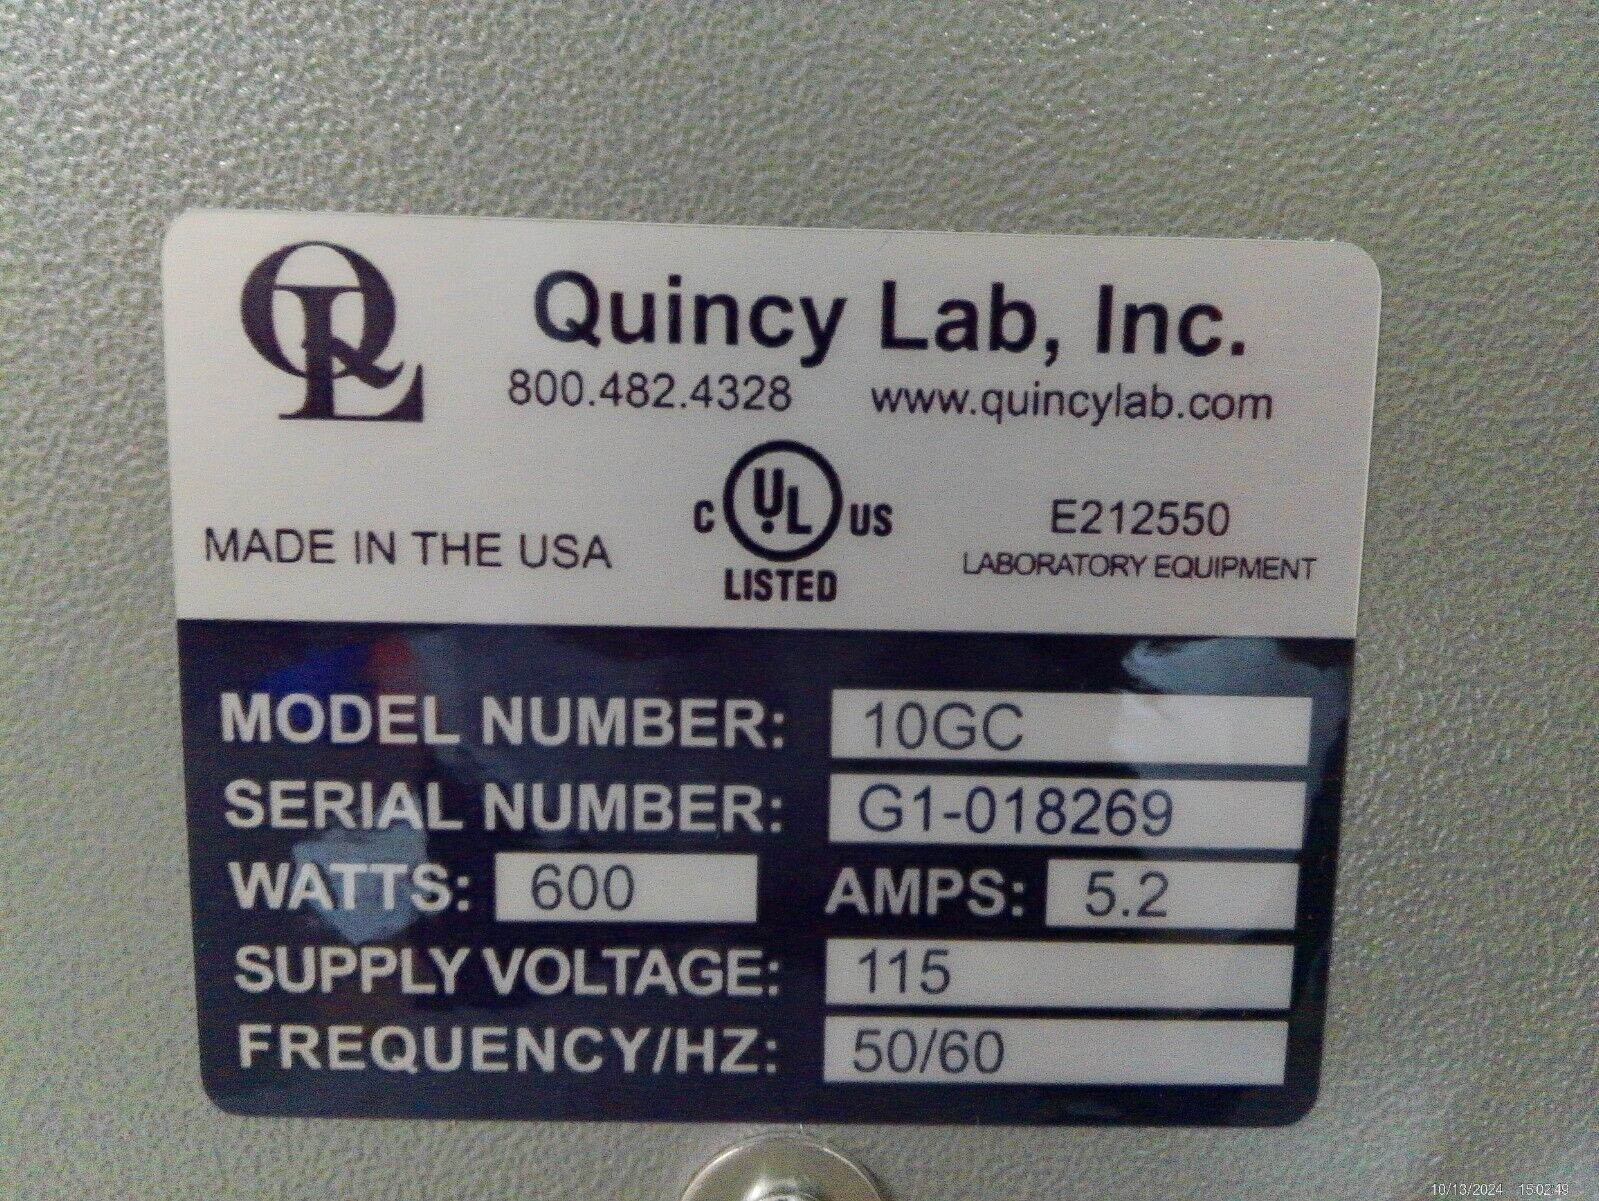 QL
Quincy Lab, Inc.
800.482.4328 www.quincylab.com
MADE IN THE USA
C UL US
LISTED
E212550
LABORATORY EQUIPMENT
MODEL NUMBER: 10GC
SERIAL NUMBER: G1-018269
WATTS: 600 AMPS: 5.2
SUPPLY VOLTAGE: 115
FREQUENCY/HZ: 50/60
10/13/2024 15:02:49